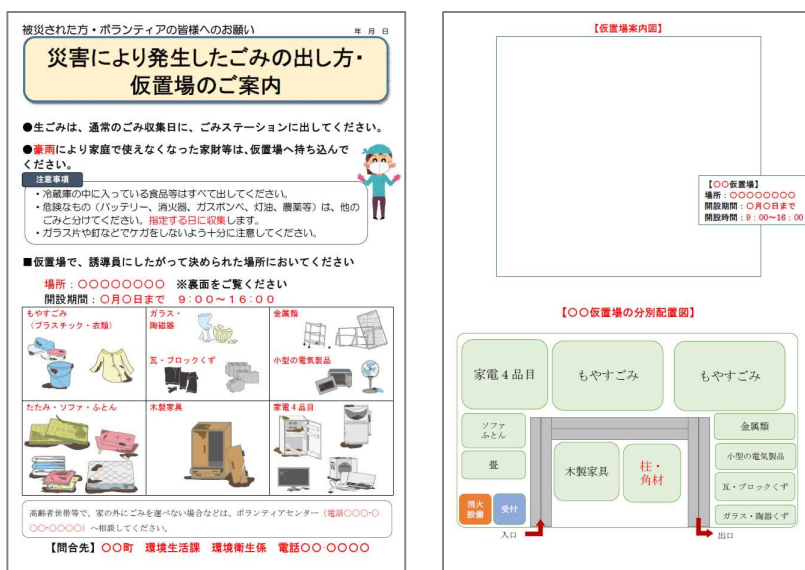 被災された方・ボランティアの皆様へのお願い
年 月 日
災害により発生したごみの出し方・
仮置場のご案内
●生ごみは、通常のごみ収集日に、ごみステーションに出してください。
●豪雨により家庭で使えなくなった家財等は、仮置場へ持ち込んで
ください。
注意事項
・冷蔵庫の中に入っている食品等はすべて出してください。
・危険なもの（バッテリー、消火器、ガスボンベ、灯油、農薬等）は、他の
ごみと分けてください。指定する日に収集します。
・ガラス片や釘などでケガをしないよう十分に注意してください。
■仮置場で、誘導員にしたがって決められた場所においてください
場所：〇〇〇〇〇〇〇〇 ※裏面をご覧ください
開設期間：〇月〇日まで 9：00～16：00
もやすごみ
（プラスチック・衣類）
ガラス・
陶磁器
瓦・ブロックくず
金属類
小型の電気製品
たたみ・ソファ・ふとん
木製家具
家電４品目
高齢者世帯等で、家の外にごみを運べない場合などは、ボランティアセンター（電話〇〇〇-〇
〇〇-〇〇〇〇）へ相談してください。
【問合先】〇〇町 環境生活課 環境衛生係 電話〇〇-〇〇〇〇
【仮置場案内図】
【〇〇仮置場】
場所：〇〇〇〇〇〇〇〇
開設期間：〇月〇日まで
開設時間：9：00～16：00
【〇〇仮置場の分別配置図】
家電４品目
もやすごみ
もやすごみ
ソファ
ふとん
畳
木製家具
柱・
角材
金属類
小型の電気製品
瓦・ブロックくず
ガラス・陶器くず
消火
設備
受付
入口
出口